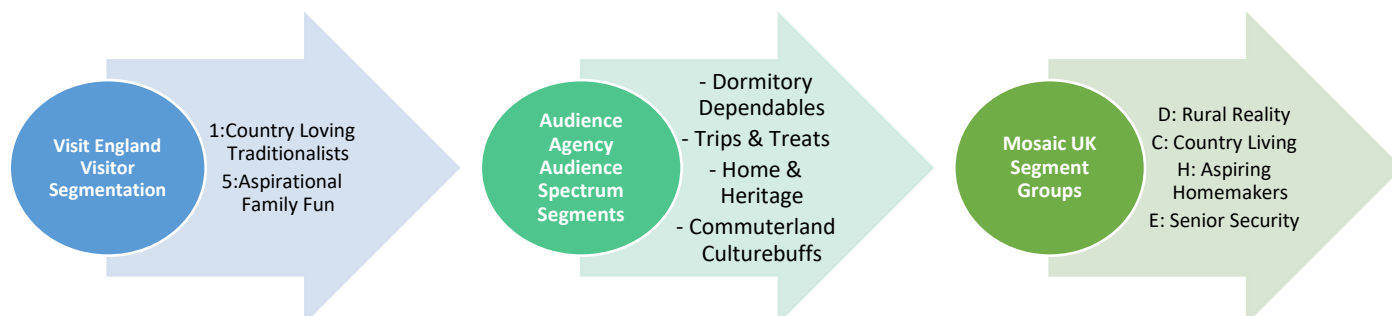 Visit England
Visitor
Segmentation
1:Country Loving
Traditionalists
5:Aspirational
Family Fun
Audience
Agency
Audience
Spectrum
Segments
- Dormitory
Dependables
- Trips & Treats
- Home &
Heritage
- Commuterland
Culturebuffs
Mosaic UK
Segment
Groups
D: Rural Reality
C: Country Living
H: Aspiring
Homemakers
E: Senior Security